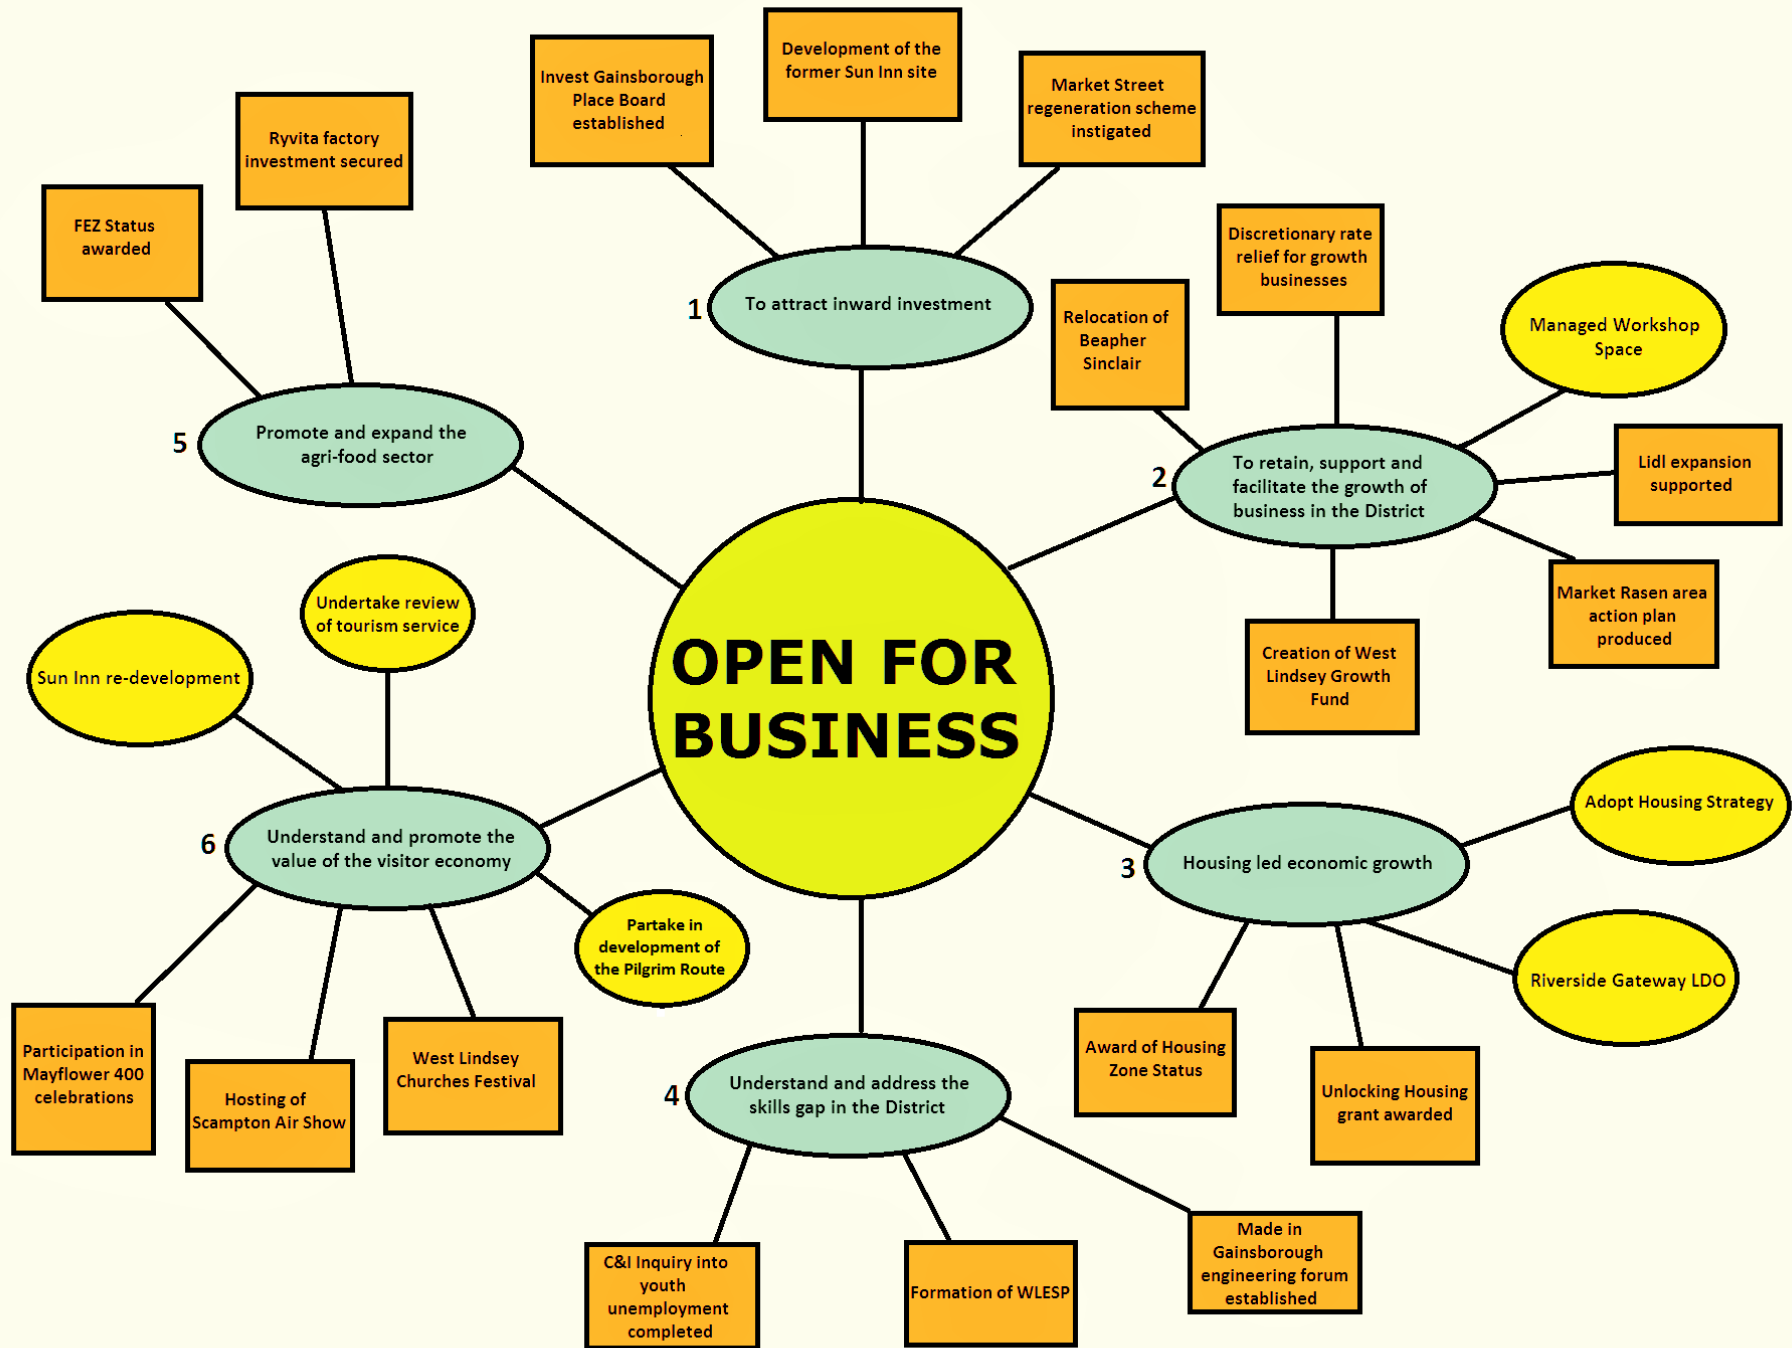 OPEN FOR
BUSINESS
1
To attract inward investment
Invest Gainsborough
Place Board
established
Development of the
former Sun Inn site
Market Street
regeneration scheme
instigated
2
To retain, support and
facilitate the growth of
business in the District
Relocation of
Beapher
Sinclair
Discretionary rate
relief for growth
businesses
Managed Workshop
Space
Lidl expansion
supported
Market Rasen area
action plan
produced
Creation of West
Lindsey Growth
Fund
3
Housing led economic growth
Adopt Housing Strategy
Riverside Gateway LDO
Unlocking Housing
grant awarded
Award of Housing
Zone Status
4
Understand and address the
skills gap in the District
Made in
Gainsborough
engineering forum
established
Formation of WLESP
C&I Inquiry into
youth
unemployment
completed
5
Promote and expand the
agri-food sector
FEZ Status
awarded
Ryvita factory
investment secured
6
Understand and promote the
value of the visitor economy
Sun Inn re-development
Undertake review
of tourism service
Partake in
development of
the Pilgrim Route
West Lindsey
Churches Festival
Hosting of
Scampton Air Show
Participation in
Mayflower 400
celebrations